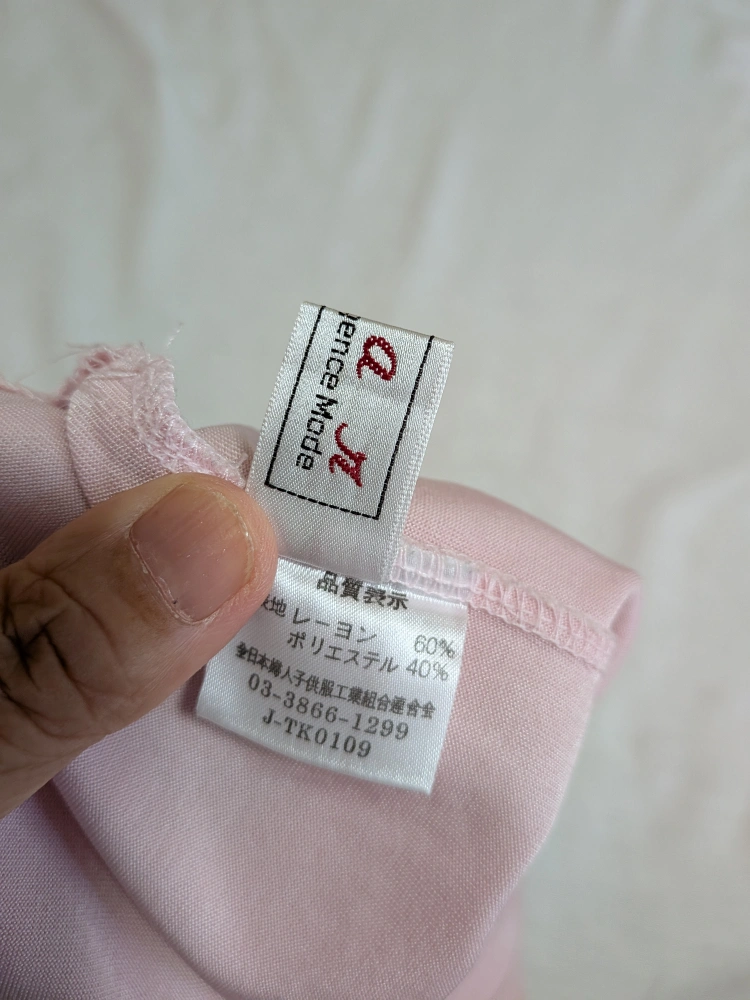 a
Mode
品質表示
地 レーヨン 60%
ポリエステル 40%
全日本婦人子供服工業組合連合会
03-3866-1299
J-TK0109